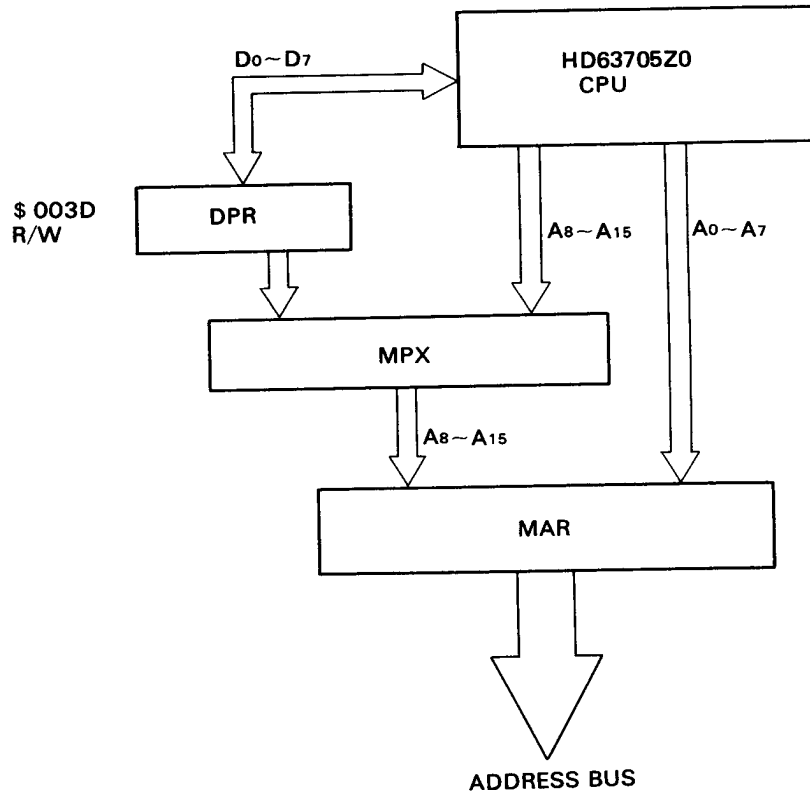 D0~D7
HD63705Z0
CPU
$ 003D
R/W
DPR
A8~A15
A0~A7
MPX
A8~A15
MAR
ADDRESS BUS